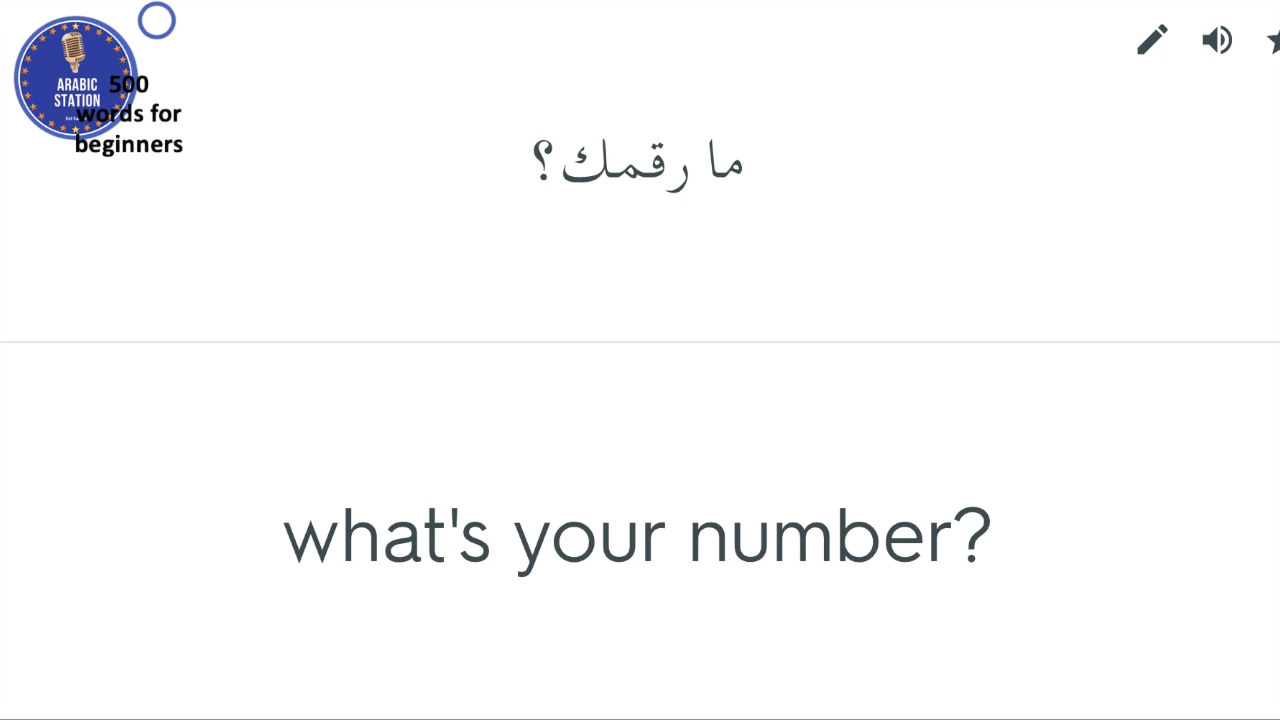 ARABIC
STATION
500
words for
beginners
ما رقمك؟
what's your number?